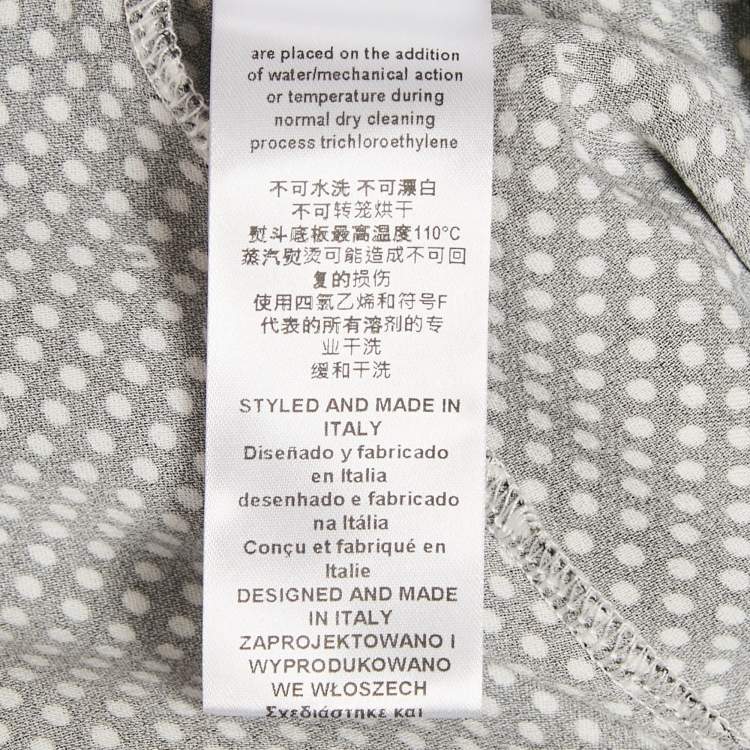 are placed on the addition
of water/mechanical action
or temperature during
normal dry cleaning
process trichloroethylene
不可水洗 不可漂白
不可转笼烘干
熨斗底板最高温度110°C
蒸汽熨烫可能造成不可回
复的损伤
使用四氯乙烯和符号F
代表的所有溶剂的专
业干洗
缓和干洗
STYLED AND MADE IN
ITALY
Diseñado y fabricado
en Italia
desenhado e fabricado
na Itália
Conçu et fabriqué en
Italie
DESIGNED AND MADE
IN ITALY
ZAPROJEKTOWANO I
WYPRODUKOWANO
WE WŁOSZECH
Σχεδιάστηκε και